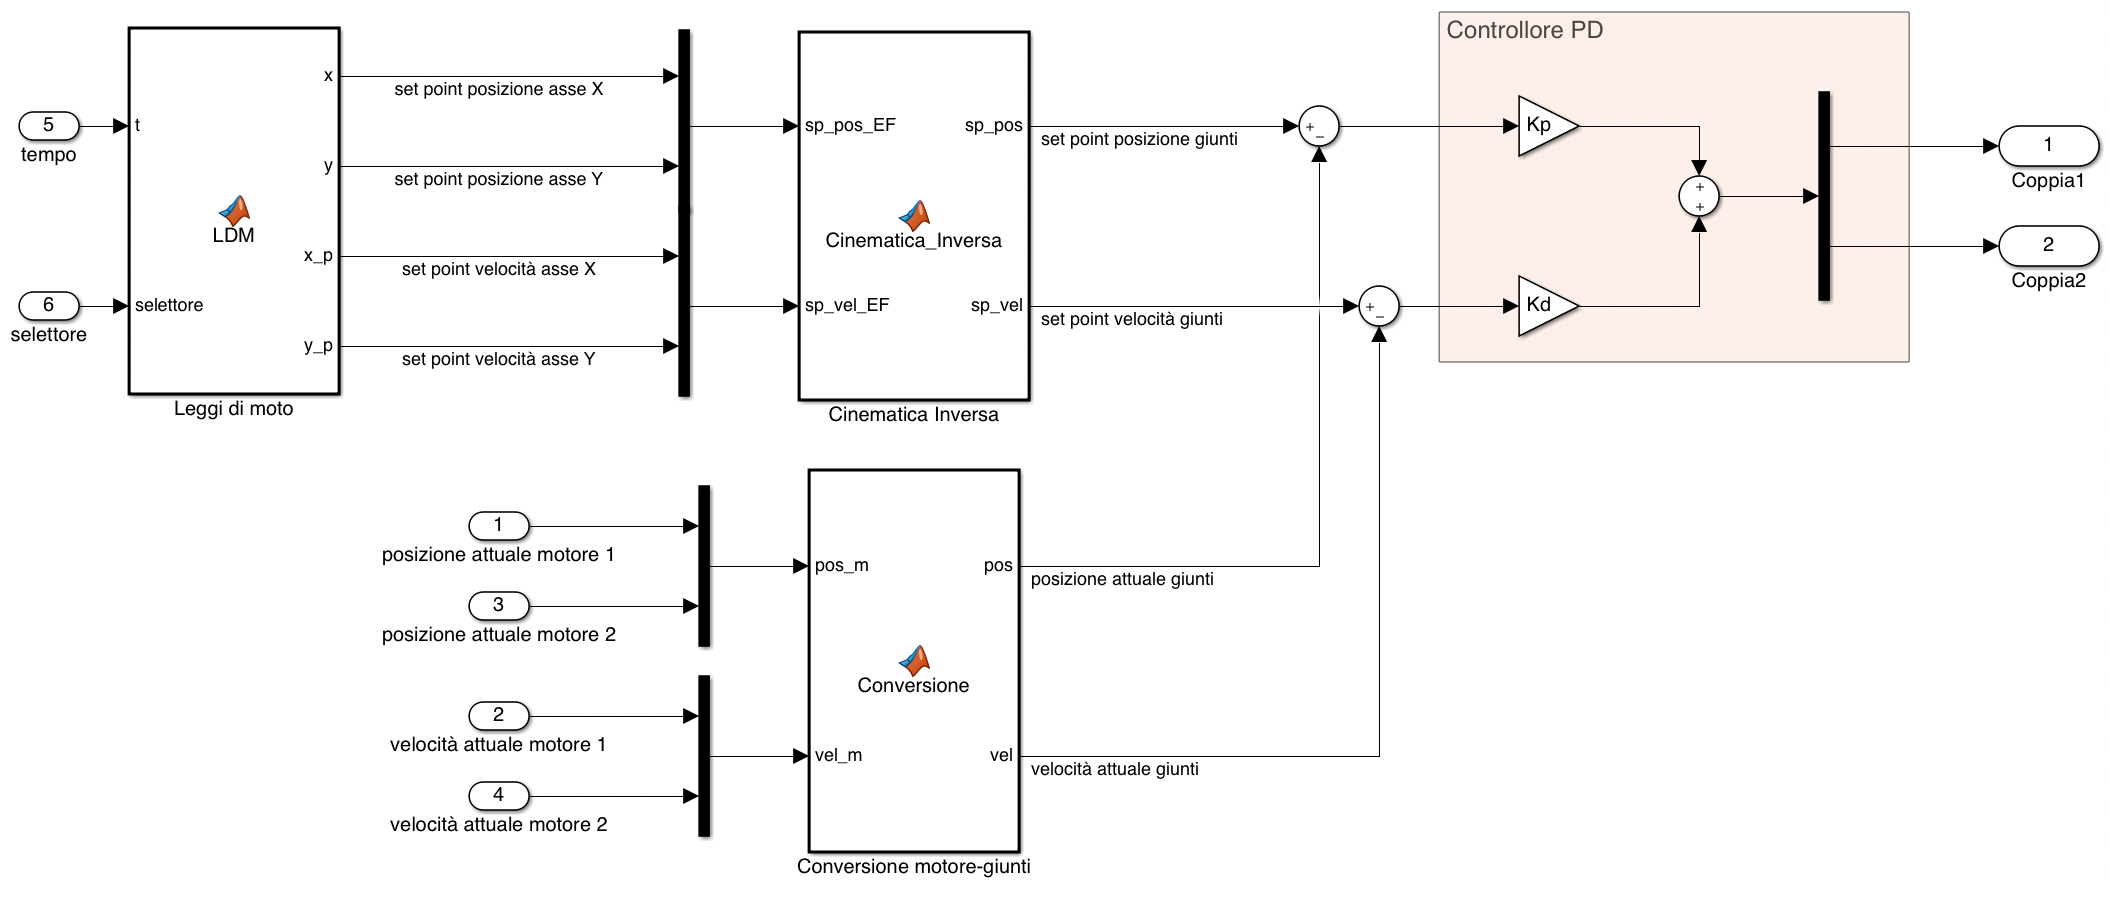 Controllore PD
5
tempo
6
selettore
t
selettore
LDM
x
y
x_p
y_p
Leggi di moto
set point posizione asse X
set point posizione asse Y
set point velocità asse X
set point velocità asse Y
sp_pos_EF
sp_vel_EF
Cinematica_Inversa
sp_pos
sp_vel
Cinematica Inversa
set point posizione giunti
set point velocità giunti
+
−
+
−
Kp
Kd
+
+
1
Coppia1
2
Coppia2
1
posizione attuale motore 1
3
posizione attuale motore 2
2
velocità attuale motore 1
4
velocità attuale motore 2
pos_m
vel_m
Conversione
pos
vel
Conversione motore-giunti
posizione attuale giunti
velocità attuale giunti